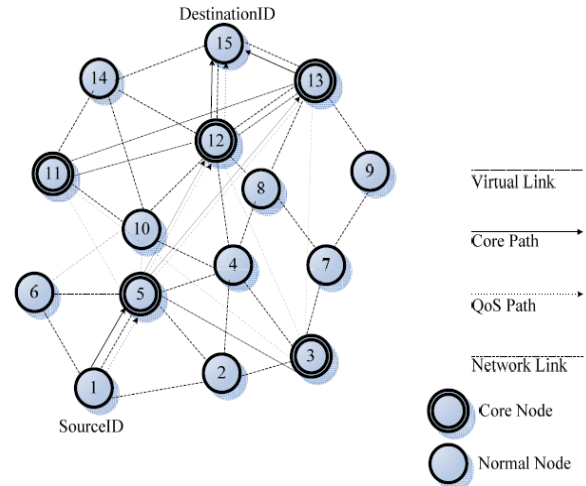 DestinationID
15
14
13
12
11
8
9
10
4
7
6
5
3
2
1
SourceID
Virtual Link
Core Path
QoS Path
Network Link
Core Node
Normal Node